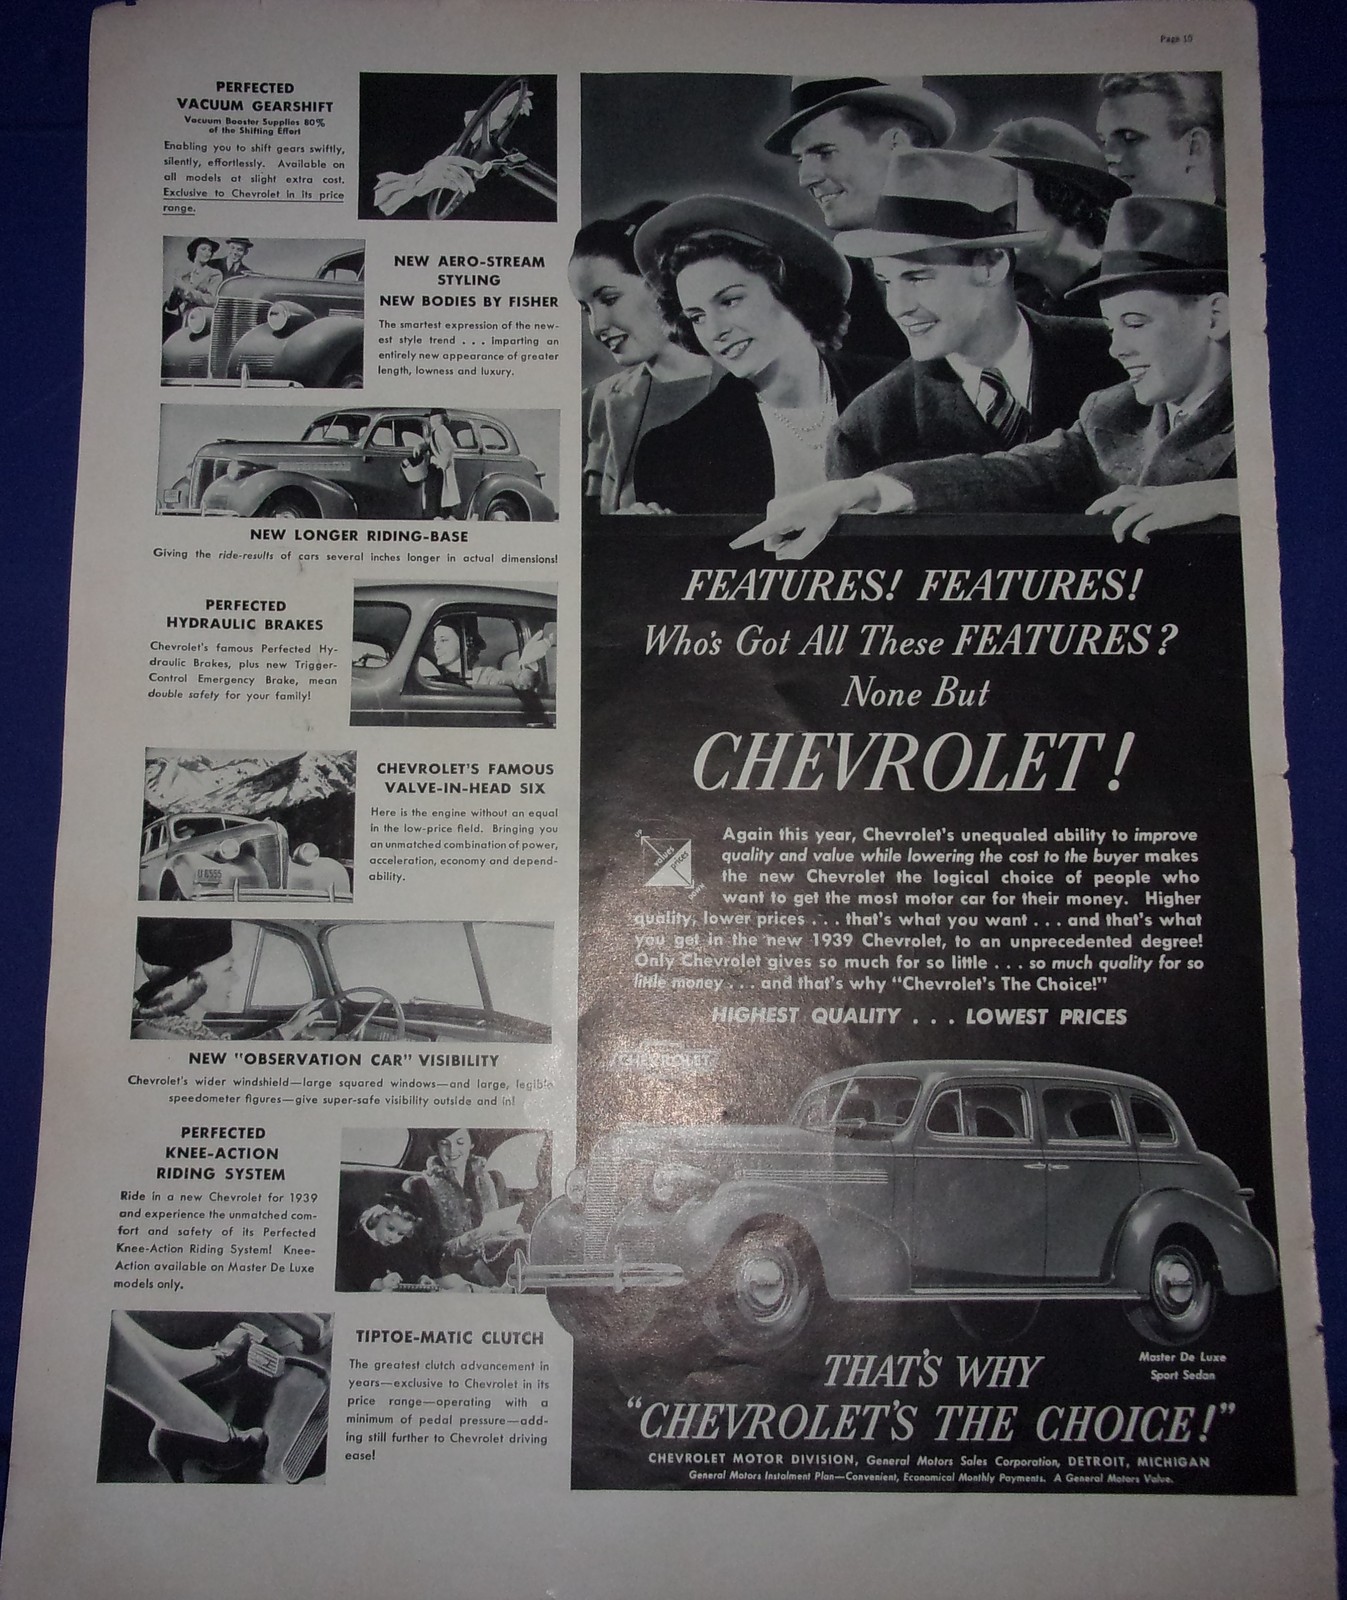 Page 10
PERFECTED
VACUUM GEARSHIFT
Vacuum Booster Supplies 80%
of the Shifting Effort
Enabling you to shift gears swiftly,
silently, effortlessly. Available on
all models at slight extra cost.
Exclusive to Chevrolet in its price
range.
NEW AERO-STREAM
STYLING
NEW BODIES BY FISHER
The smartest expression of the new-
est style trend . . . imparting an
entirely new appearance of greater
length, lowness and luxury.
NEW LONGER RIDING-BASE
Giving the ride-results of cars several inches longer in actual dimensions!
PERFECTED
HYDRAULIC BRAKES
Chevrolet's famous Perfected Hy-
draulic Brakes, plus new Trigger-
Control Emergency Brake, mean
double safety for your family!
CHEVROLET'S FAMOUS
VALVE-IN-HEAD SIX
Here is the engine without an equal
in the low-price field. Bringing you
an unmatched combination of power,
acceleration, economy and depend-
ability.
NEW "OBSERVATION CAR" VISIBILITY
Chevrolet's wider windshield—large squared windows—and large, legible
speedometer figures—give super-safe visibility outside and in!
PERFECTED
KNEE-ACTION
RIDING SYSTEM
Ride in a new Chevrolet for 1939
and experience the unmatched com-
fort and safety of its Perfected
Knee-Action Riding System! Knee-
Action available on Master De Luxe
models only.
TIPTOE-MATIC CLUTCH
The greatest clutch advancement in
years—exclusive to Chevrolet in its
price range—operating with a
minimum of pedal pressure—add-
ing still further to Chevrolet driving
ease!
FEATURES! FEATURES!
Who's Got All These FEATURES?
None But
CHEVROLET!
UP
values
prices
DOWN
Again this year, Chevrolet's unequaled ability to improve
quality and value while lowering the cost to the buyer makes
the new Chevrolet the logical choice of people who
want to get the most motor car for their money. Higher
quality, lower prices . . . that's what you want . . . and that's what
you get in the new 1939 Chevrolet, to an unprecedented degree!
Only Chevrolet gives so much for so little . . . so much quality for so
little money . . . and that's why "Chevrolet's The Choice!"
HIGHEST QUALITY . . . LOWEST PRICES
CHEVROLET
Master De Luxe
Sport Sedan
THAT'S WHY
"CHEVROLET'S THE CHOICE!"
CHEVROLET MOTOR DIVISION, General Motors Sales Corporation, DETROIT, MICHIGAN
General Motors Instalment Plan—Convenient, Economical Monthly Payments. A General Motors Value.